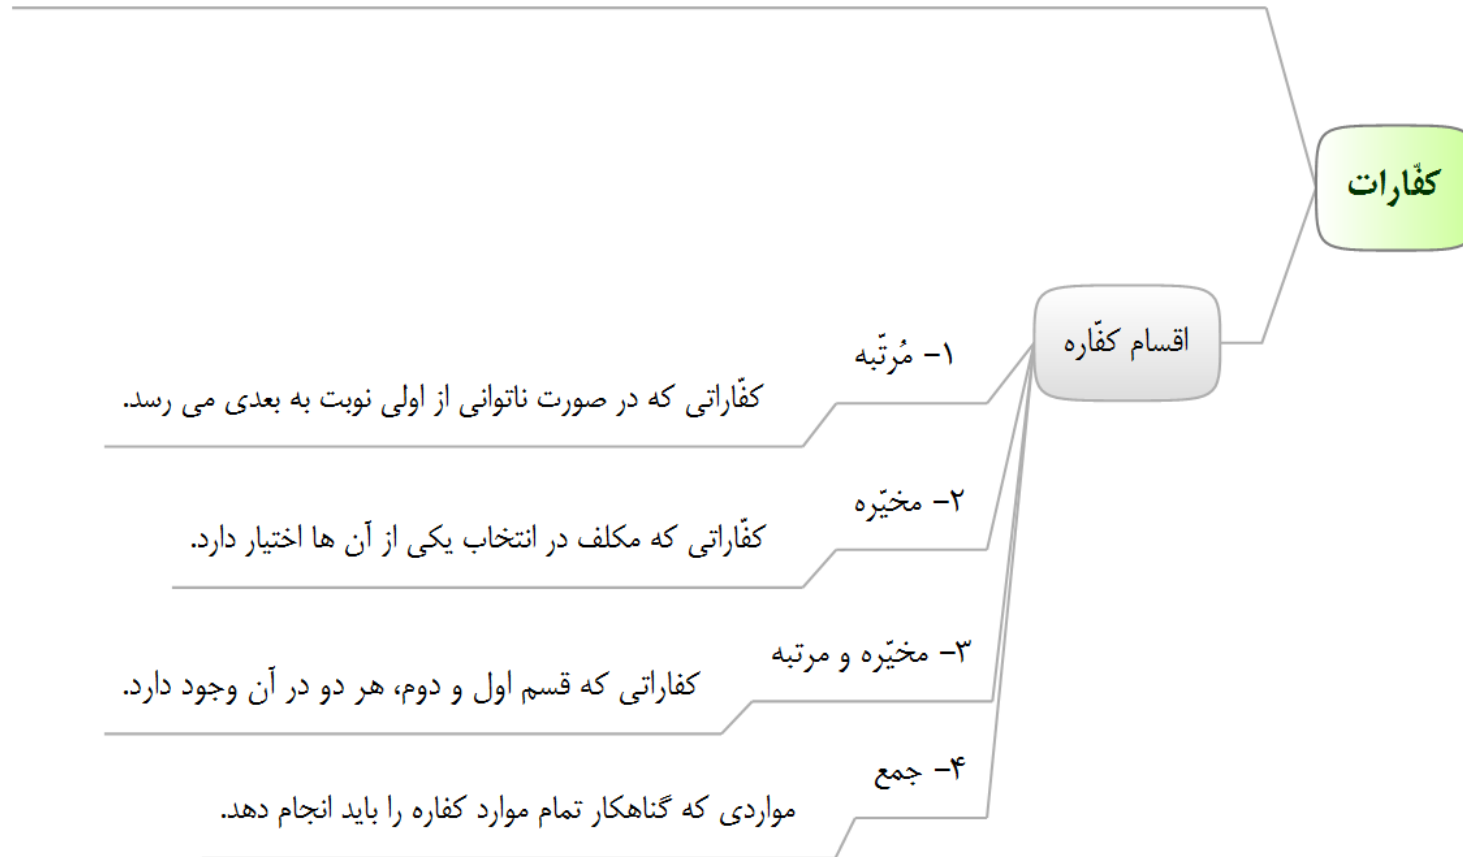 کفّارات
اقسام کفّاره
۱- مُرتّبه
کفّاراتی که در صورت ناتوانی از اولی نوبت به بعدی می رسد.
۲- مخیّره
کفّاراتی که مکلف در انتخاب یکی از آن ها اختیار دارد.
۳- مخیّره و مرتبه
کفاراتی که قسم اول و دوم، هر دو در آن وجود دارد.
۴- جمع
مواردی که گناهکار تمام موارد کفاره را باید انجام دهد.